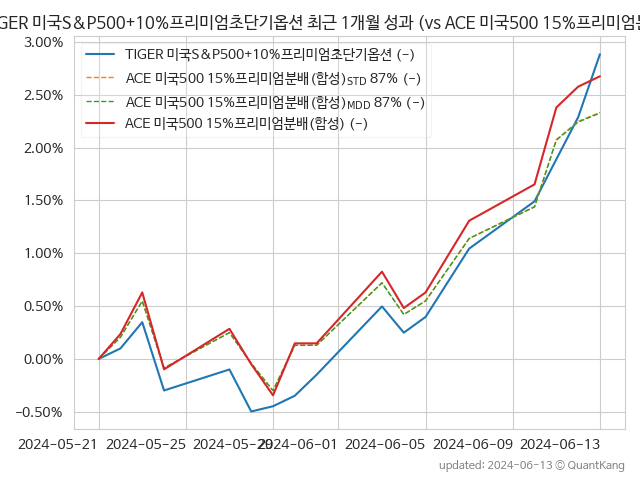 GER 미국S&P500+10%프리미엄초단기옵션 최근 1개월 성과 (vs ACE 미국500 15%프리미엄분
3.00%
TIGER 미국S&P500+10%프리미엄초단기옵션 (-)
ACE 미국500 15%프리미엄분배(합성)STD 87% (-)
ACE 미국500 15%프리미엄분배(합성)MDD 87% (-)
ACE 미국500 15%프리미엄분배(합성) (-)
2.50%
2.00%
1.50%
1.00%
0.50%
0.00%
-0.50%
2024-05-21 2024-05-25 2024-05-29 2024-06-01 2024-06-05 2024-06-09 2024-06-13
updated: 2024-06-13 © QuantKang